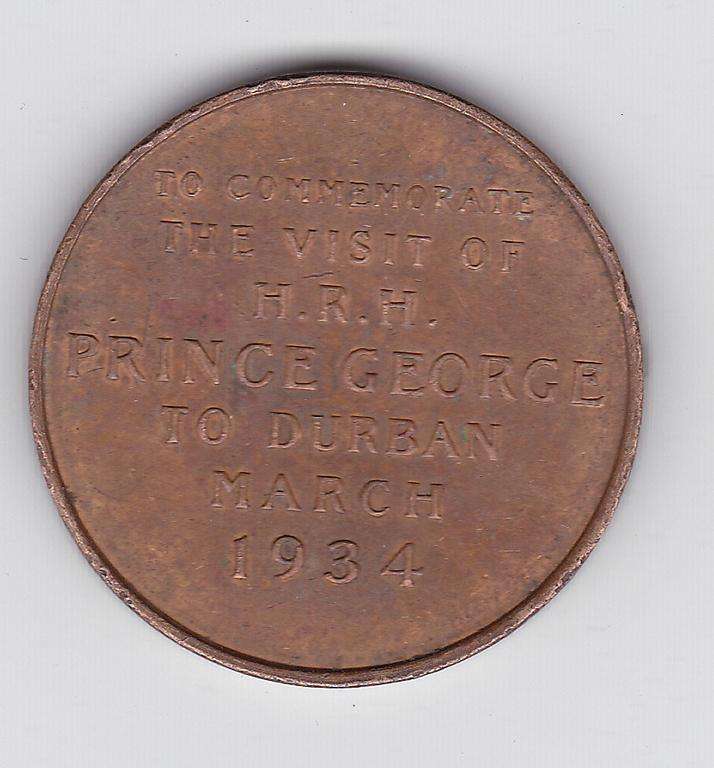 TO COMMEMORATE
THE VISIT OF
H.R.H.
PRINCE GEORGE
TO DURBAN
MARCH
1934